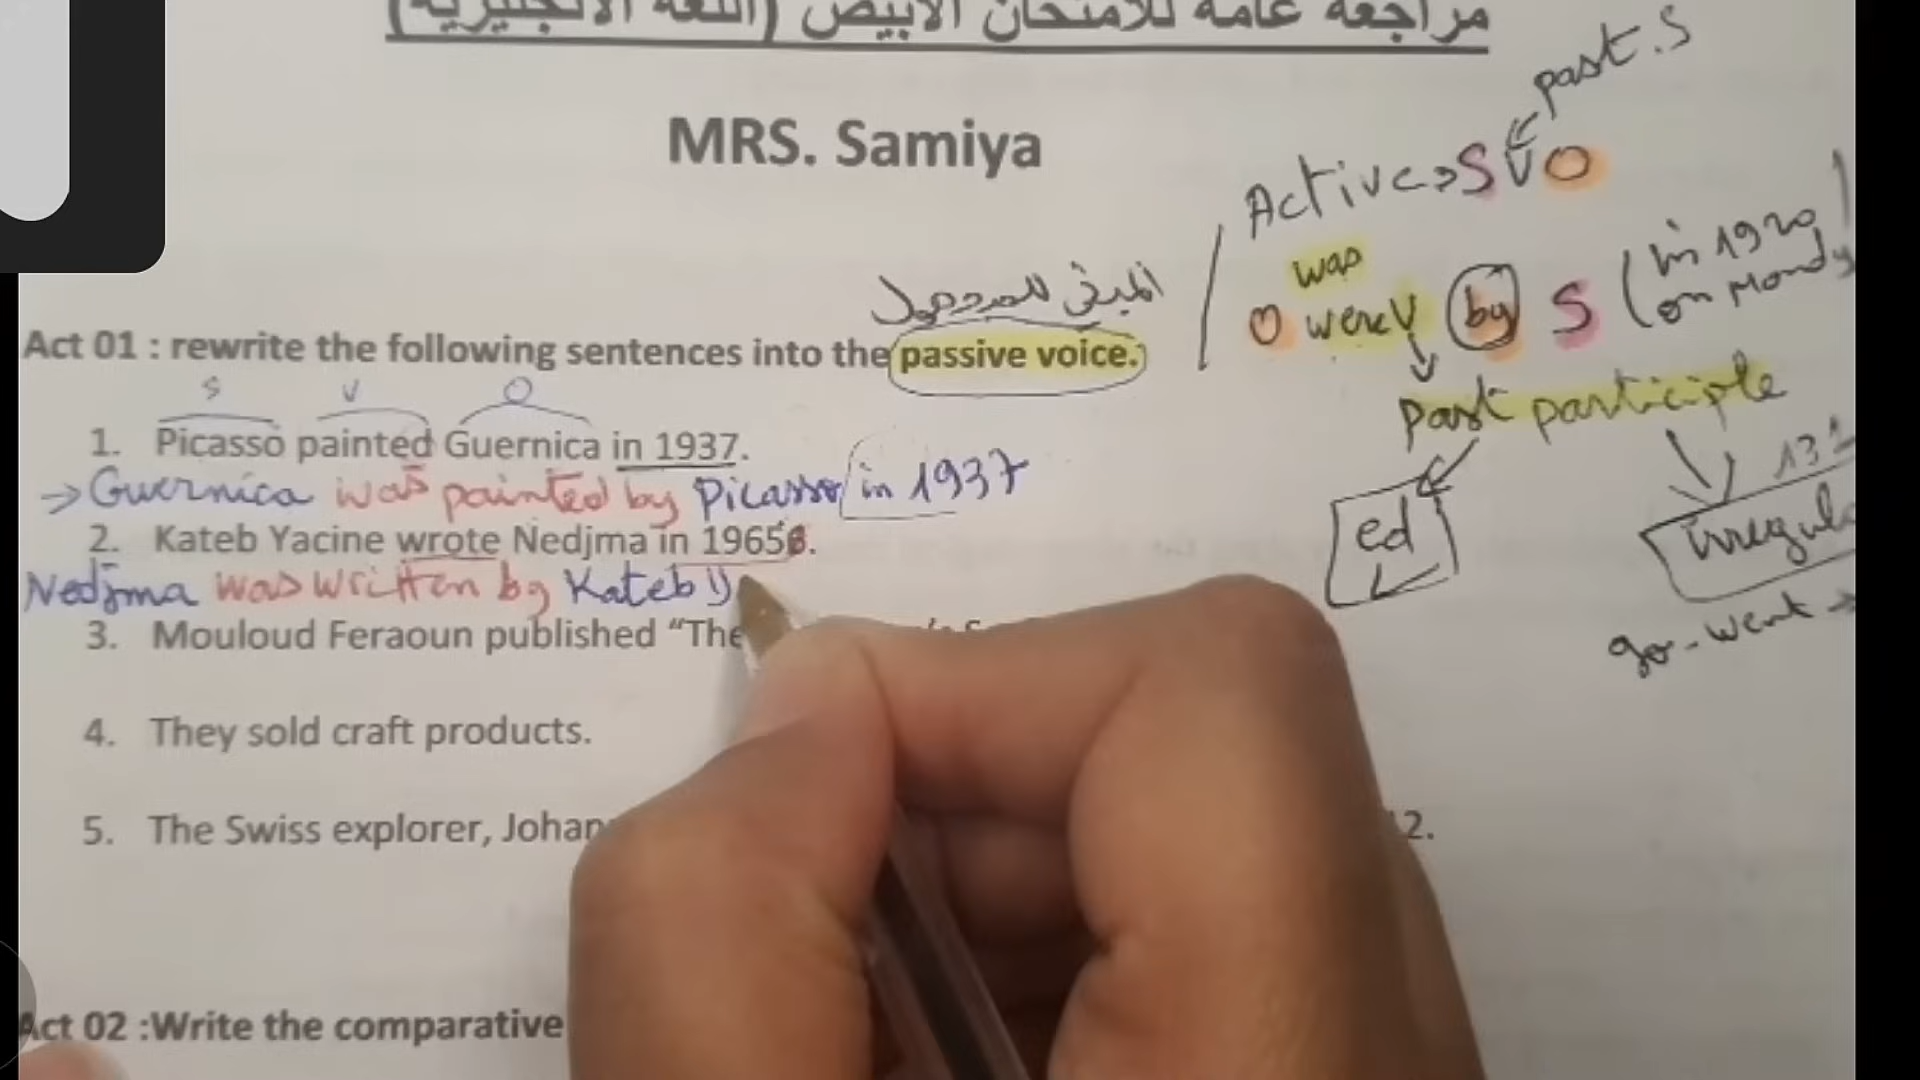 مراجعة عامة للامتحان الأبيض (اللغة الانجليزية)
past.S
MRS. Samiya
Active => S V O
was
O were V by S (in 1920
on Mondy
المبني للمجهول
Act 01 : rewrite the following sentences into the passive voice.
past participle
S V O
1. Picasso painted Guernica in 1937.
→ Guernica was painted by Picasso in 1937
ed
2. Kateb Yacine wrote Nedjma in 19656.
Nedjma was written by Kateb y
go - went →
3. Mouloud Feraoun published “The
4. They sold craft products.
5. The Swiss explorer, Johan 12.
Act 02 :Write the comparative